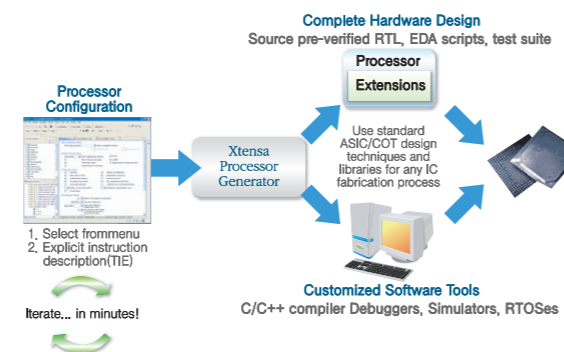 Complete Hardware Design
Source pre-verified RTL, EDA scripts, test suite
Processor
Extensions
Processor
Configuration
Xtensa
Processor
Generator
Use standard
ASIC/COT design
techniques and
libraries for any IC
fabrication process
1. Select frommenu
2. Explicit instruction
description(TIE)
Iterate... in minutes!
Customized Software Tools
C/C++ compiler Debuggers, Simulators, RTOSes